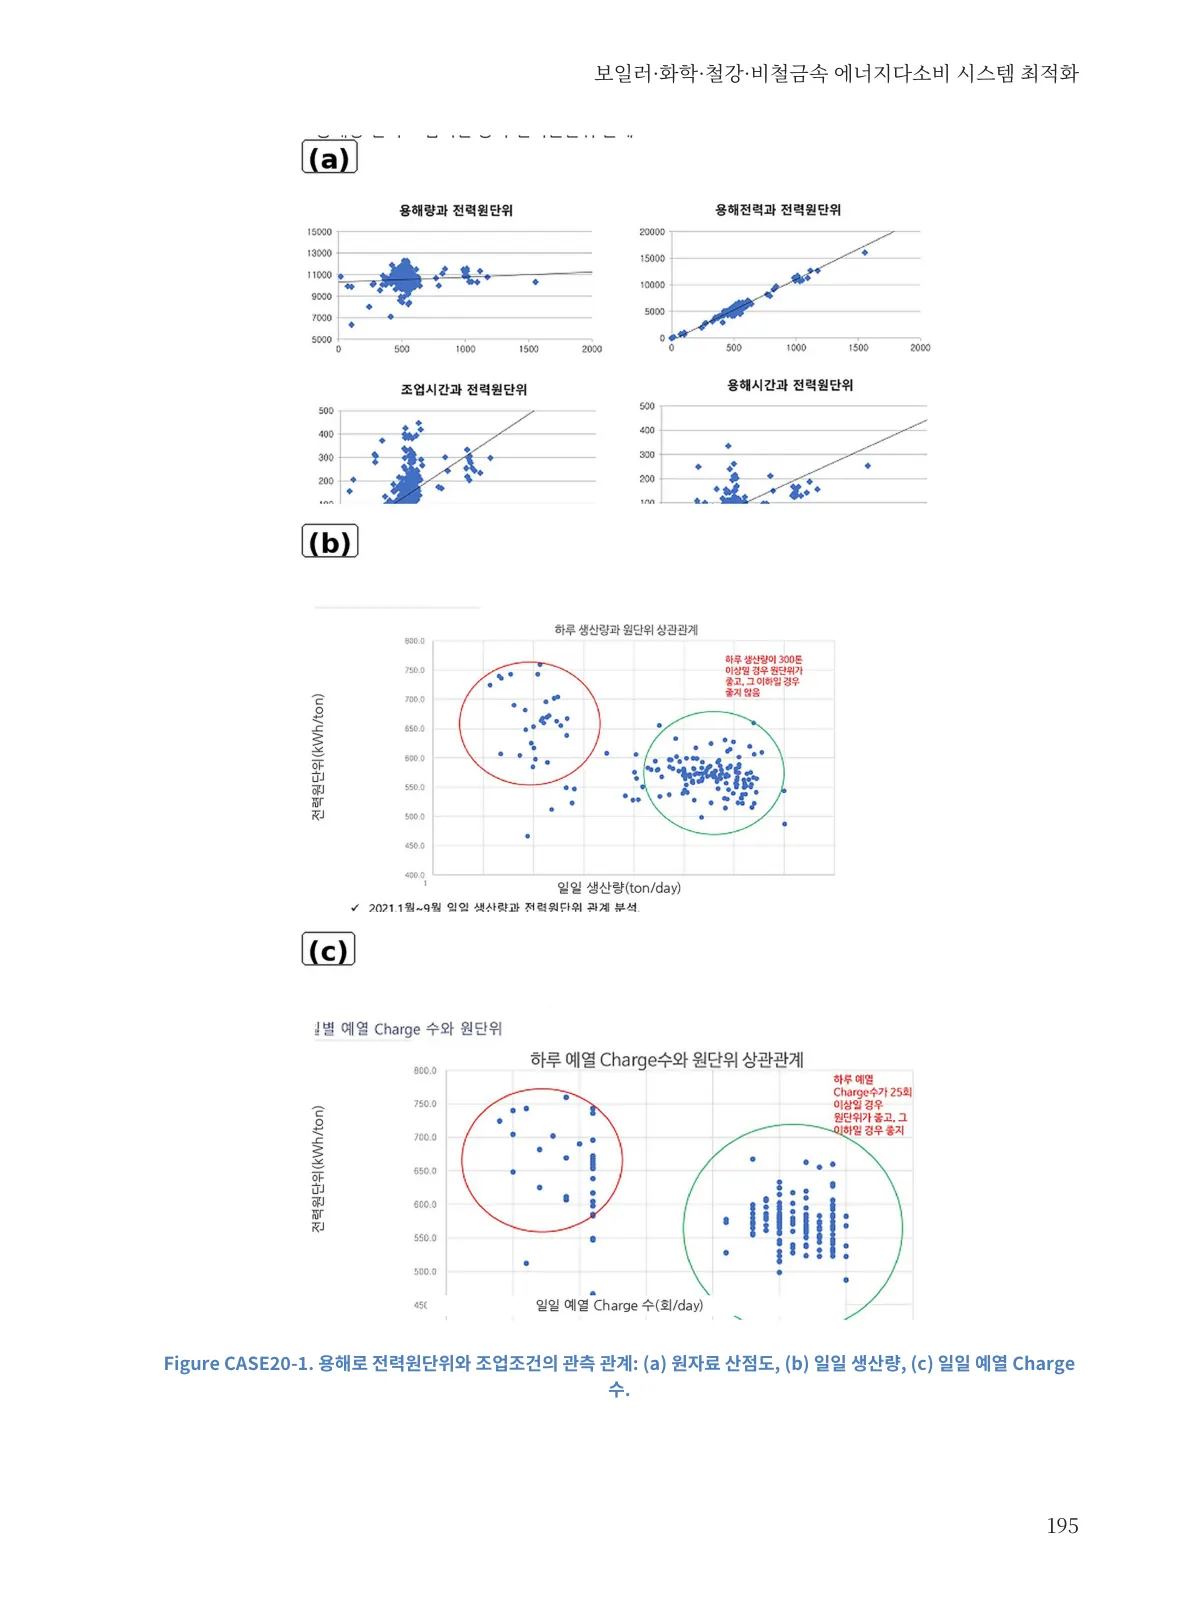 보일러·화학·철강·비철금속 에너지다소비 시스템 최적화
(a)
용해량과 전력원단위
15000
13000
11000
9000
7000
5000
0 500 1000 1500 2000
용해전력과 전력원단위
20000
15000
10000
5000
0
0 500 1000 1500 2000
조업시간과 전력원단위
500
400
300
200
100
용해시간과 전력원단위
500
400
300
200
100
(b)
하루 생산량과 원단위 상관관계
800.0
750.0
700.0
650.0
600.0
550.0
500.0
450.0
400.0
1
전력원단위(kWh/ton)
하루 생산량이 300톤
이상일 경우 원단위가
좋고, 그 이하일 경우
좋지 않음
일일 생산량(ton/day)
✓ 2021.1월~9월 일일 생산량과 전력원단위 관계 분석.
(c)
별 예열 Charge 수와 원단위
하루 예열 Charge수와 원단위 상관관계
800.0
750.0
700.0
650.0
600.0
550.0
500.0
450
전력원단위(kWh/ton)
하루 예열
Charge수가 25회
이상일 경우
원단위가 좋고, 그
이하일 경우 좋지
일일 예열 Charge 수(회/day)
Figure CASE20-1. 용해로 전력원단위와 조업조건의 관측 관계: (a) 원자료 산점도, (b) 일일 생산량, (c) 일일 예열 Charge
수.
195